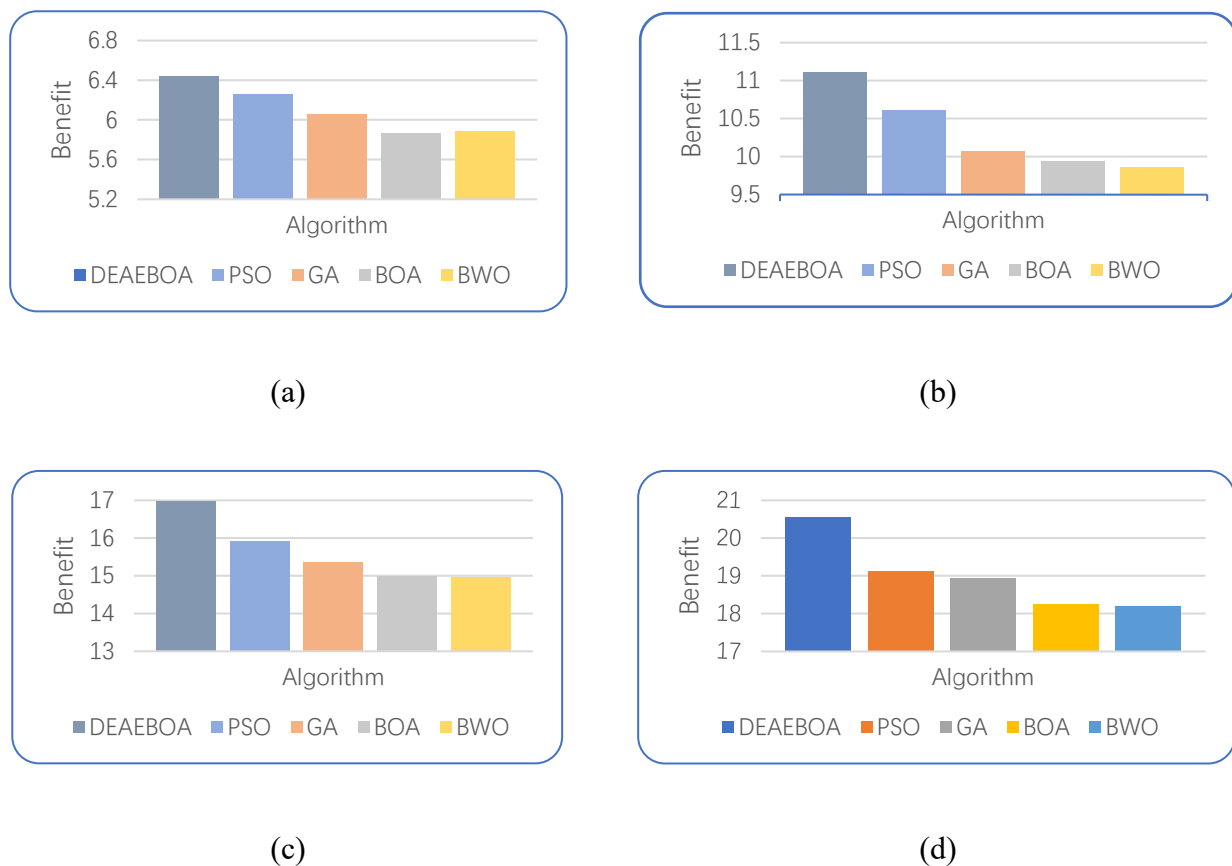 6.8
6.4
6
5.6
5.2
Benefit
Algorithm
DEAEBOA PSO GA BOA BWO
(a)
11.5
11
10.5
10
9.5
Benefit
Algorithm
DEAEBOA PSO GA BOA BWO
(b)
17
16
15
14
13
Benefit
Algorithm
DEAEBOA PSO GA BOA BWO
(c)
21
20
19
18
17
Benefit
Algorithm
DEAEBOA PSO GA BOA BWO
(d)